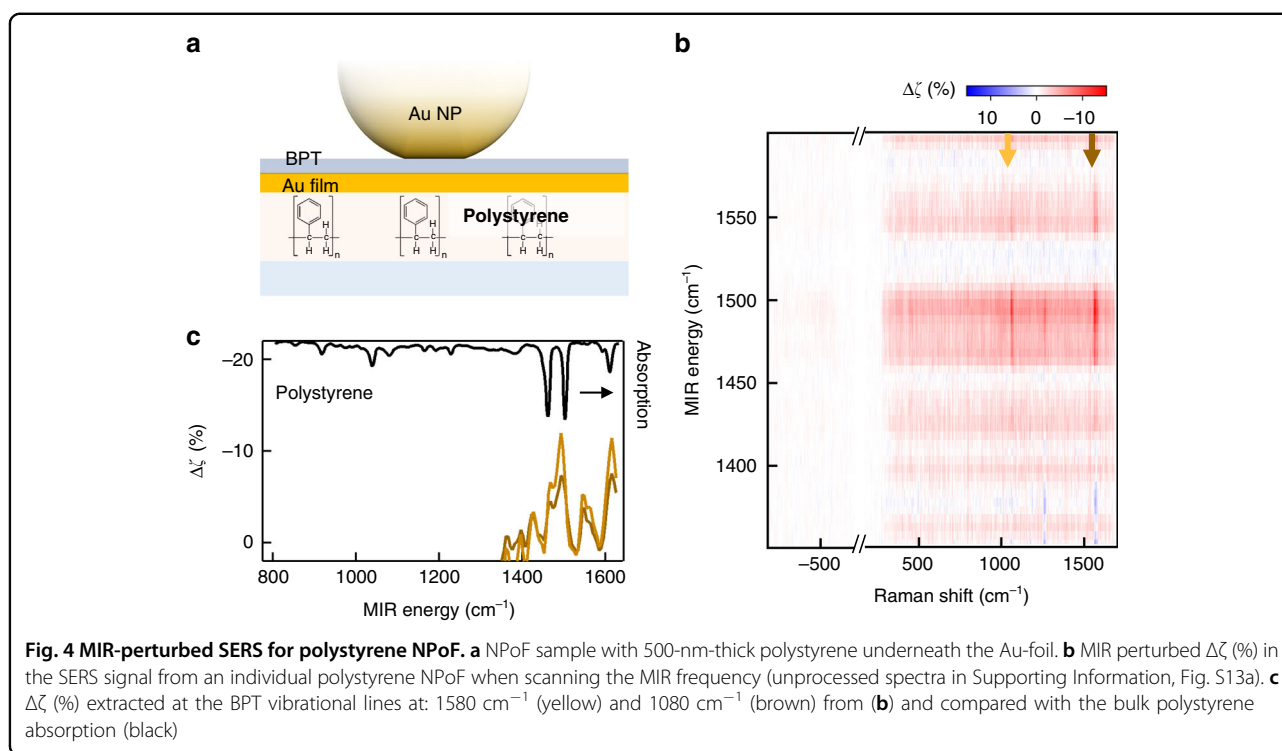 a
Au NP
BPT
Au film
Polystyrene
H
H
C
C
H
H
n
H
H
C
C
H
H
n
H
H
C
C
H
H
n
b
Δζ (%)
10 0 −10
1550
1500
1450
1400
MIR energy (cm⁻¹)
−500 500 1000 1500
Raman shift (cm⁻¹)
c
−20
−10
0
Δζ (%)
Polystyrene
Absorption
800 1000 1200 1400 1600
MIR energy (cm⁻¹)
Fig. 4 MIR-perturbed SERS for polystyrene NPoF. a NPoF sample with 500-nm-thick polystyrene underneath the Au-foil. b MIR perturbed Δζ (%) in
the SERS signal from an individual polystyrene NPoF when scanning the MIR frequency (unprocessed spectra in Supporting Information, Fig. S13a). c
Δζ (%) extracted at the BPT vibrational lines at: 1580 cm⁻¹ (yellow) and 1080 cm⁻¹ (brown) from (b) and compared with the bulk polystyrene
absorption (black)